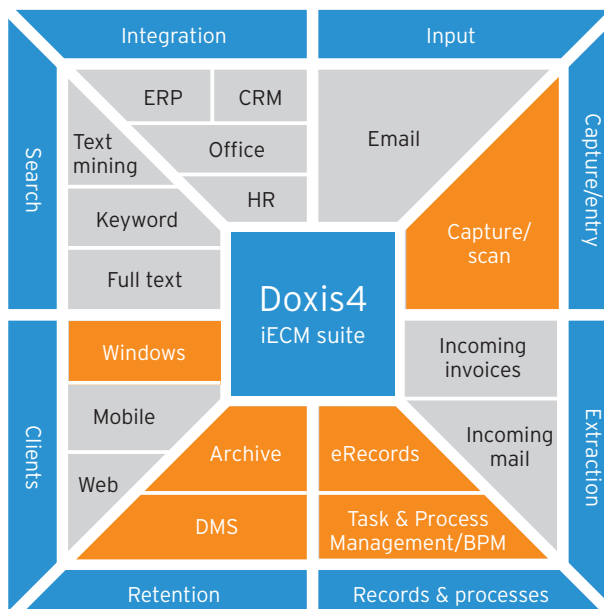 Integration
Input
ERP
CRM
Office
HR
Email
Search
Text
mining
Keyword
Full text
Capture/entry
Capture/
scan
Doxis4
iECM suite
Clients
Windows
Mobile
Web
Incoming
invoices
Incoming
mail
Extraction
Archive
DMS
eRecords
Task & Process
Management/BPM
Retention
Records & processes